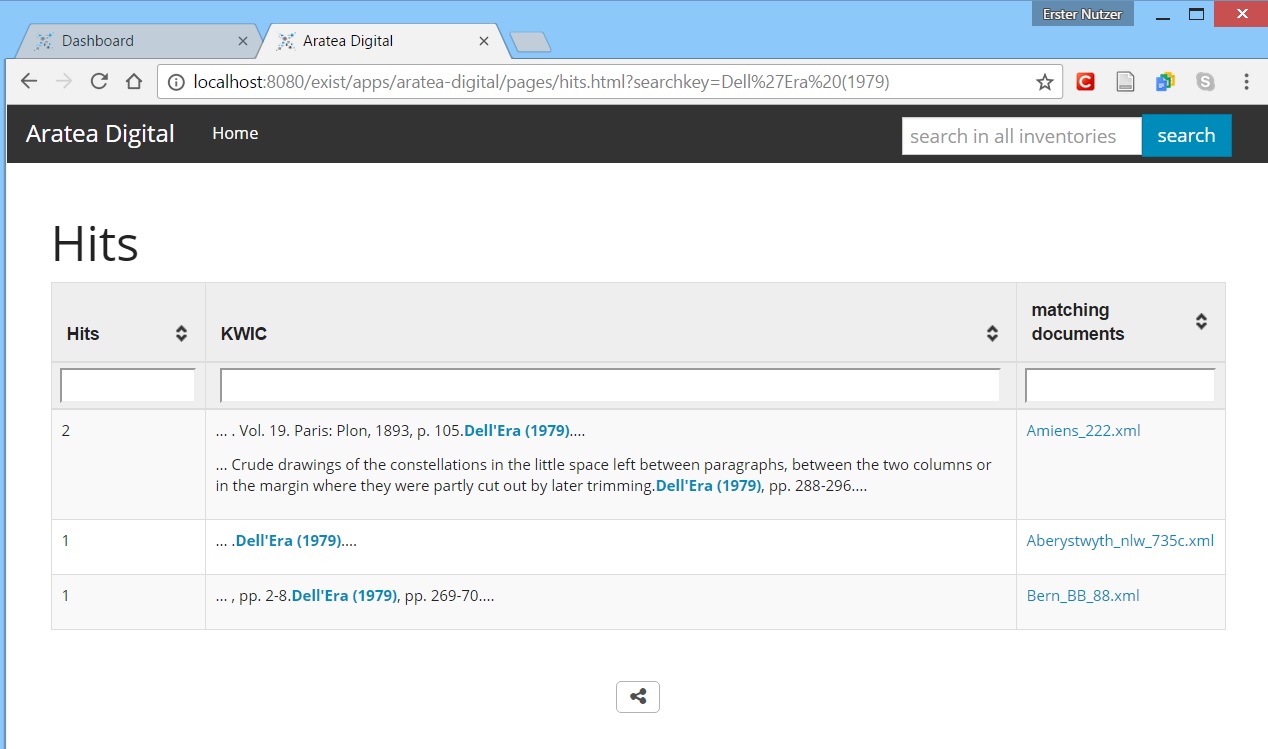 Erster Nutzer
Dashboard
Aratea Digital
localhost:8080/exist/apps/aratea-digital/pages/hits.html?searchkey=Dell%27Era%20(1979)
Aratea Digital Home search in all inventories search
Hits
Hits KWIC matching
documents
2 ... . Vol. 19. Paris: Plon, 1893, p. 105.Dell'Era (1979).... Amiens_222.xml
... Crude drawings of the constellations in the little space left between paragraphs, between the two columns or
in the margin where they were partly cut out by later trimming.Dell'Era (1979), pp. 288-296....
1 ... .Dell'Era (1979).... Aberystwyth_nlw_735c.xml
1 ... , pp. 2-8.Dell'Era (1979), pp. 269-70.... Bern_BB_88.xml